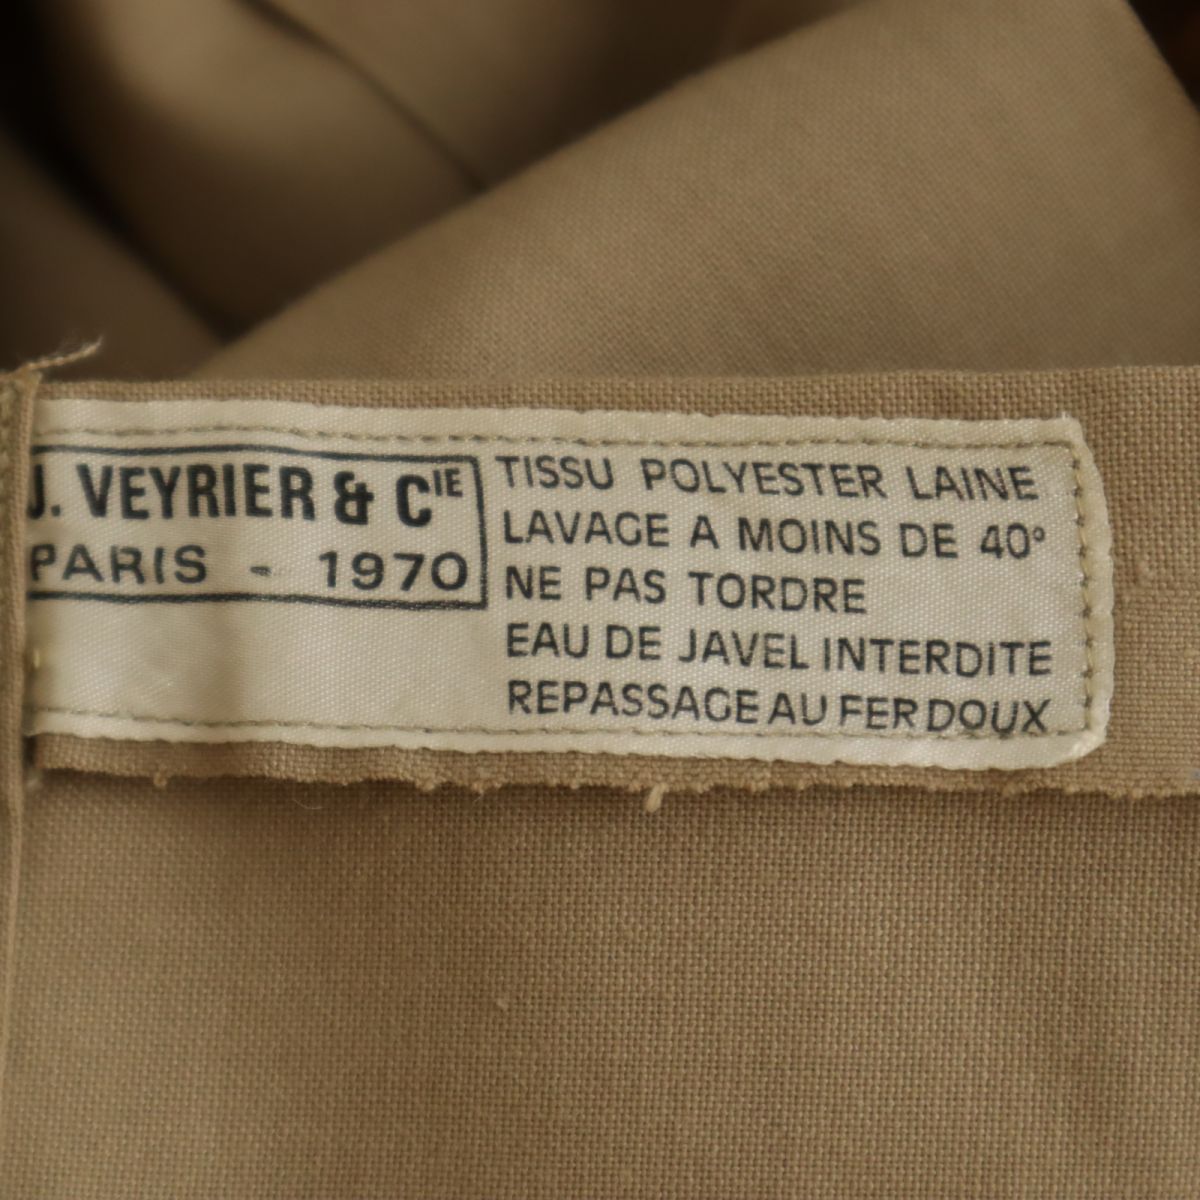 J. VEYRIER & CIE
PARIS - 1970
TISSU POLYESTER LAINE
LAVAGE A MOINS DE 40°
NE PAS TORDRE
EAU DE JAVEL INTERDITE
REPASSAGE AU FER DOUX